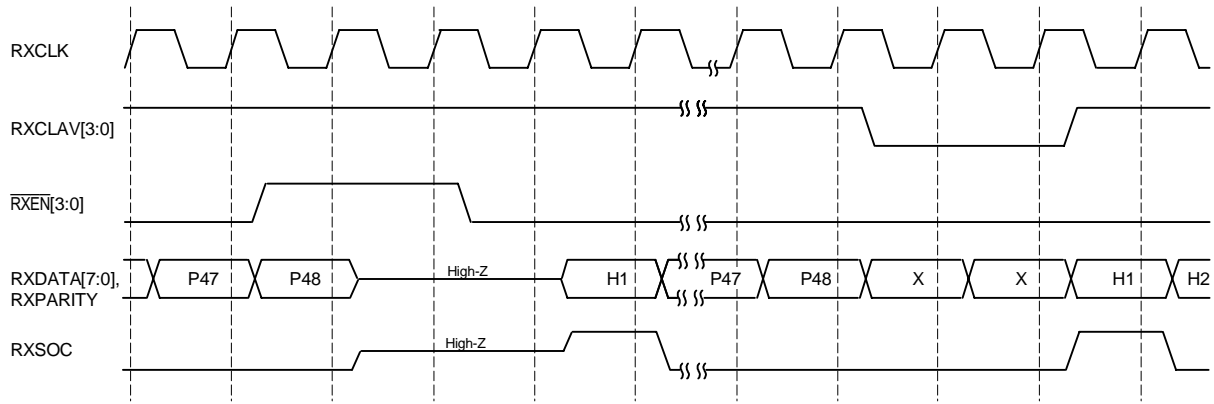 RXCLK
RXCLAV[3:0]
RXEN[3:0]
RXDATA[7:0],
RXPARITY
P47 P48 High-Z H1 P47 P48 X X H1 H2
RXSOC
High-Z